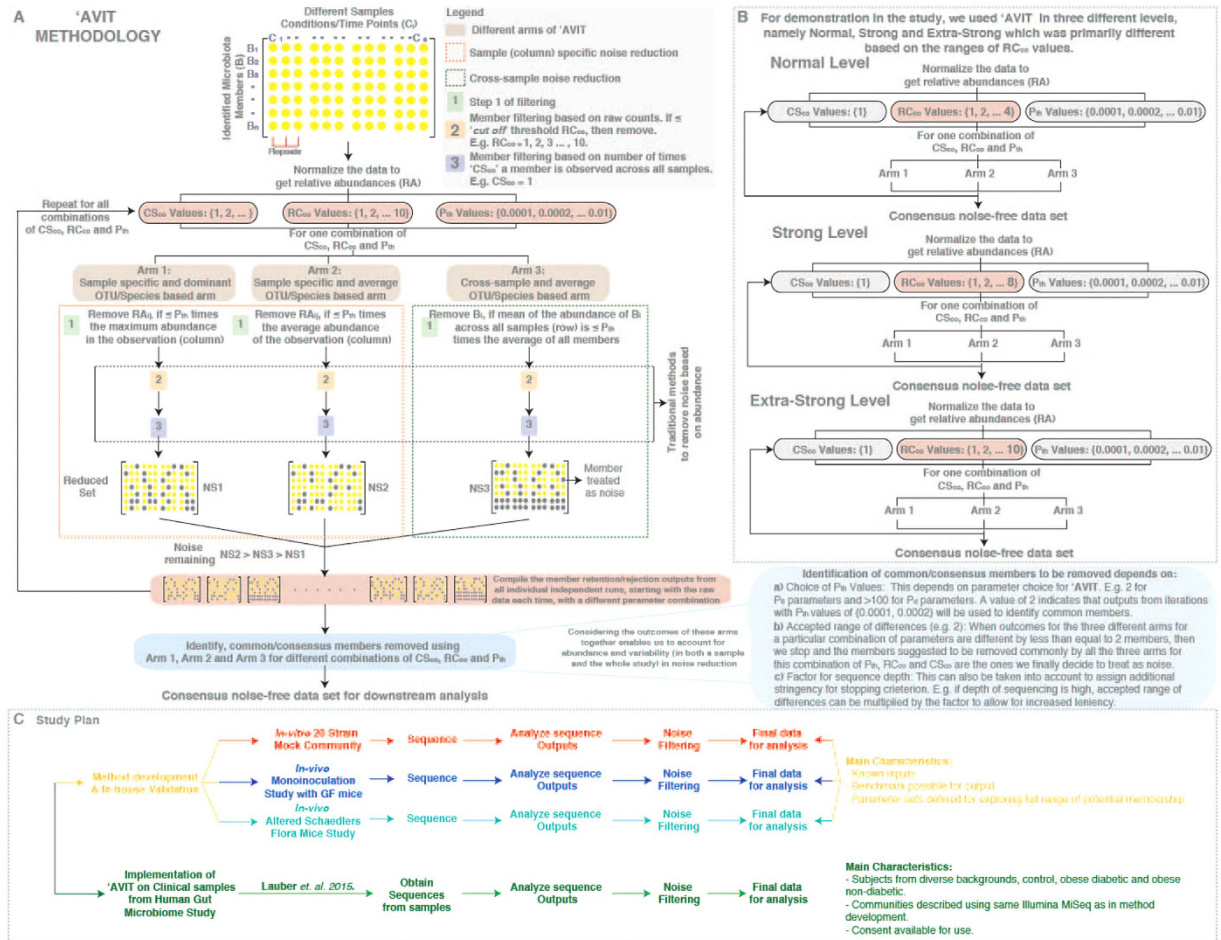 A 'AVIT
METHODOLOGY
Different Samples
Conditions/Time Points (Cᵢ)
C₁
Identified Microbiota
Members (Bᵢ)
B₁
B₂
B₃
Bₙ
Repeats
Legend
Different arms of 'AVIT
Sample (column) specific noise reduction
Cross-sample noise reduction
1 Step 1 of filtering
2 Member filtering based on raw counts. If ≤
'cut off' threshold RC꜀ₒ, then remove.
E.g. RC꜀ₒ = 1, 2, 3 ... , 10.
3 Member filtering based on number of times
'CS꜀ₒ' a member is observed across all samples.
E.g. CS꜀ₒ = 1
Normalize the data to
get relative abundances (RA)
Repeat for all
combinations
of CS꜀ₒ, RC꜀ₒ and Pₜₕ
CS꜀ₒ Values: {1, 2, ... }
RC꜀ₒ Values: {1, 2, ... 10}
Pₜₕ Values: {0.0001, 0.0002, ... 0.01}
For one combination of
CS꜀ₒ, RC꜀ₒ and Pₜₕ
Arm 1:
Sample specific and dominant
OTU/Species based arm
Arm 2:
Sample specific and average
OTU/Species based arm
Arm 3:
Cross-sample and average
OTU/Species based arm
1 Remove RAᵢⱼ, if ≤ Pₜₕ times
the maximum abundance
in the observation (column)
1 Remove RAᵢⱼ, if ≤ Pₜₕ times
the average abundance
of the observation (column)
1 Remove Bᵢ, if mean of the abundance of Bᵢ
across all samples (row) is ≤ Pₜₕ
times the average of all members
2
2
2
3
3
3
Traditional methods
to remove noise based
on abundance
Reduced
Set
NS1
NS2
NS3
Member
treated
as noise
Noise
remaining
NS2 > NS3 > NS1
Compile the member retention/rejection outputs from
all individual independent runs, starting with the raw
data each time, with a different parameter combination
Identify, common/consensus members removed using
Arm 1, Arm 2 and Arm 3 for different combinations of CS꜀ₒ, RC꜀ₒ and Pₜₕ
Considering the outcomes of these arms
together enables us to account for
abundance and variability (in both a sample
and the whole study) in noise reduction
Consensus noise-free data set for downstream analysis
B For demonstration in the study, we used 'AVIT In three different levels,
namely Normal, Strong and Extra-Strong which was primarily different
based on the ranges of RC꜀ₒ values.
Normal Level
Normalize the data to
get relative abundances (RA)
CS꜀ₒ Values: {1}
RC꜀ₒ Values: {1, 2, ... 4}
Pₜₕ Values: {0.0001, 0.0002, ... 0.01}
For one combination of
CS꜀ₒ, RC꜀ₒ and Pₜₕ
Arm 1
Arm 2
Arm 3
Consensus noise-free data set
Strong Level
Normalize the data to
get relative abundances (RA)
CS꜀ₒ Values: {1}
RC꜀ₒ Values: {1, 2, ... 8}
Pₜₕ Values: {0.0001, 0.0002, ... 0.01}
For one combination of
CS꜀ₒ, RC꜀ₒ and Pₜₕ
Arm 1
Arm 2
Arm 3
Consensus noise-free data set
Extra-Strong Level
Normalize the data to
get relative abundances (RA)
CS꜀ₒ Values: {1}
RC꜀ₒ Values: {1, 2, ... 10}
Pₜₕ Values: {0.0001, 0.0002, ... 0.01}
For one combination of
CS꜀ₒ, RC꜀ₒ and Pₜₕ
Arm 1
Arm 2
Arm 3
Consensus noise-free data set
Identification of common/consensus members to be removed depends on:
a) Choice of Pₜₕ Values: This depends on parameter choice for 'AVIT. E.g. 2 for
parameters and >100 for parameters. A value of 2 indicates that outputs from iterations
with Pₜₕ values of {0.0001, 0.0002} will be used to identify common members.
b) Accepted range of differences (e.g. 2): When outcomes for the three different arms for
a particular combination of parameters are different by less than equal to 2 members, then
we stop and the members suggested to be removed commonly by all the three arms for
this combination of Pₜₕ, RC꜀ₒ and CS꜀ₒ are the ones we finally decide to treat as noise.
c) Factor for sequence depth: This can also be taken into account to assign additional
stringency for stopping criterion. E.g. if depth of sequencing is high, accepted range of
differences can be multiplied by the factor to allow for increased leniency.
C Study Plan
Method development
& In-house Validation
In-vitro 20 Strain
Mock Community
Sequence
Analyze sequence
Outputs
Noise
Filtering
Final data
for analysis
In-vivo
Monoinoculation
Study with GF mice
Sequence
Analyze sequence
Outputs
Noise
Filtering
Final data
for analysis
In-vivo
Altered Schaedlers
Flora Mice Study
Sequence
Analyze sequence
Outputs
Noise
Filtering
Final data
for analysis
Main Characteristics:
- Known inputs
- Benchmark possible for output
- Parameter sets defined for exploring full range of potential membership
Implementation of
'AVIT on Clinical samples
from Human Gut
Microbiome Study
Lauber et. al. 2015.
Obtain
Sequences
from samples
Analyze sequence
Outputs
Noise
Filtering
Final data
for analysis
Main Characteristics:
- Subjects from diverse backgrounds, control, obese diabetic and obese
non-diabetic.
- Communities described using same Illumina MiSeq as in method
development.
- Consent available for use.